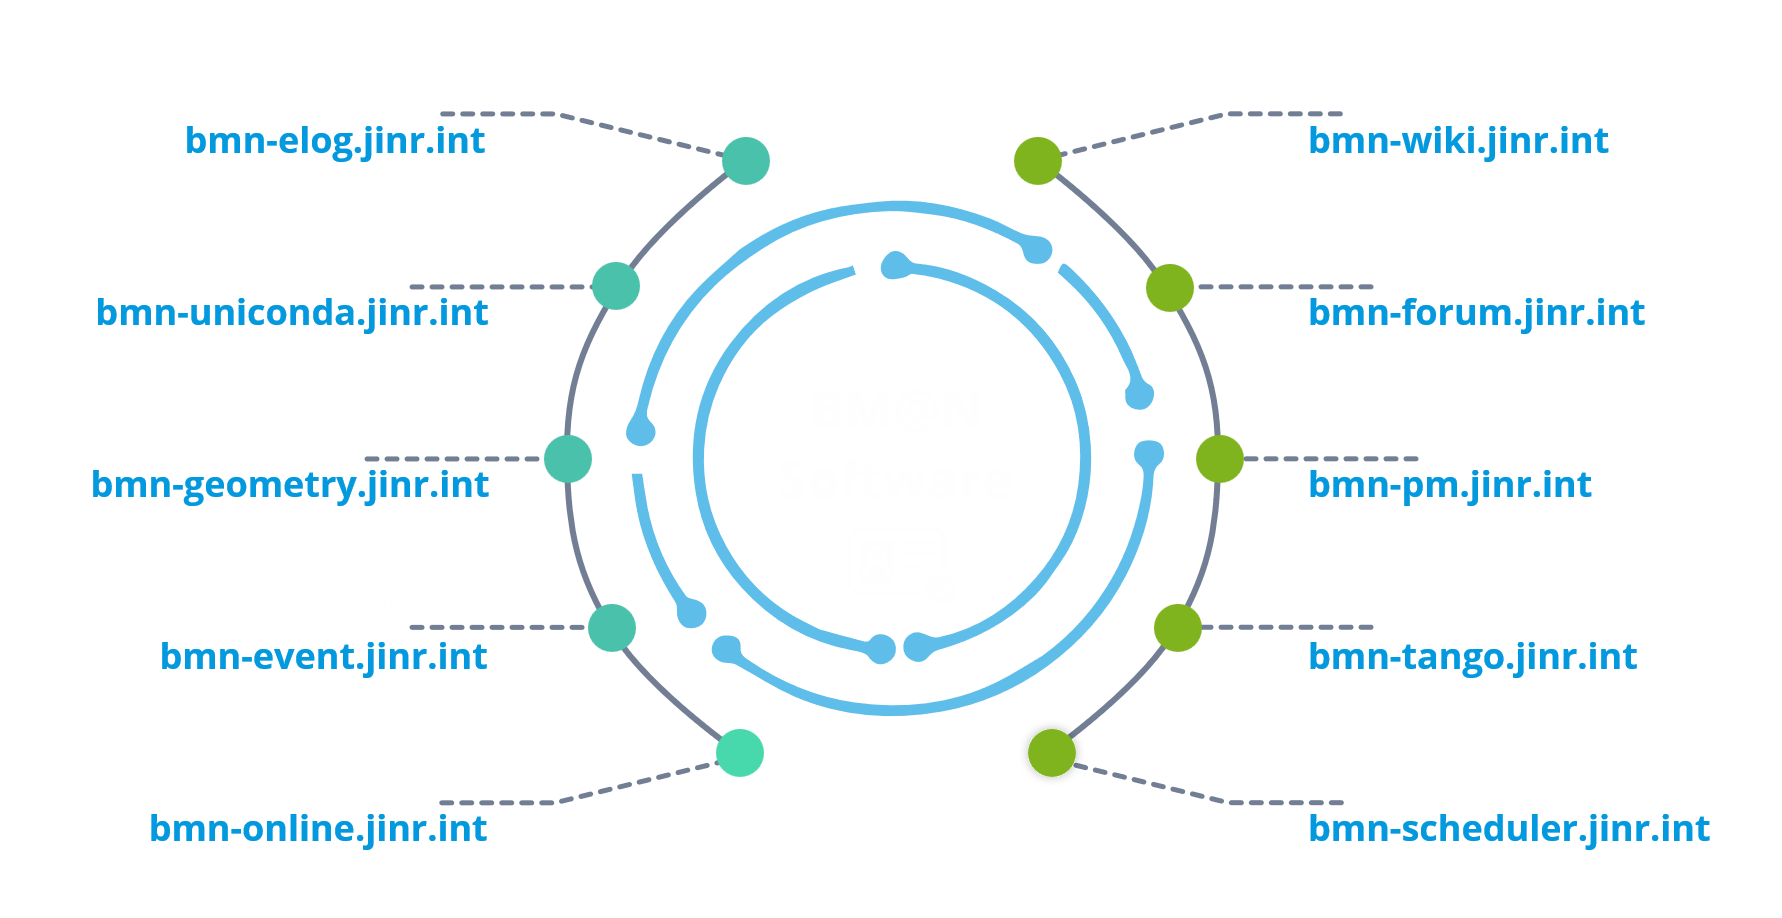 bmn-elog.jinr.int
bmn-uniconda.jinr.int
bmn-geometry.jinr.int
bmn-event.jinr.int
bmn-online.jinr.int
bmn-wiki.jinr.int
bmn-forum.jinr.int
bmn-pm.jinr.int
bmn-tango.jinr.int
bmn-scheduler.jinr.int